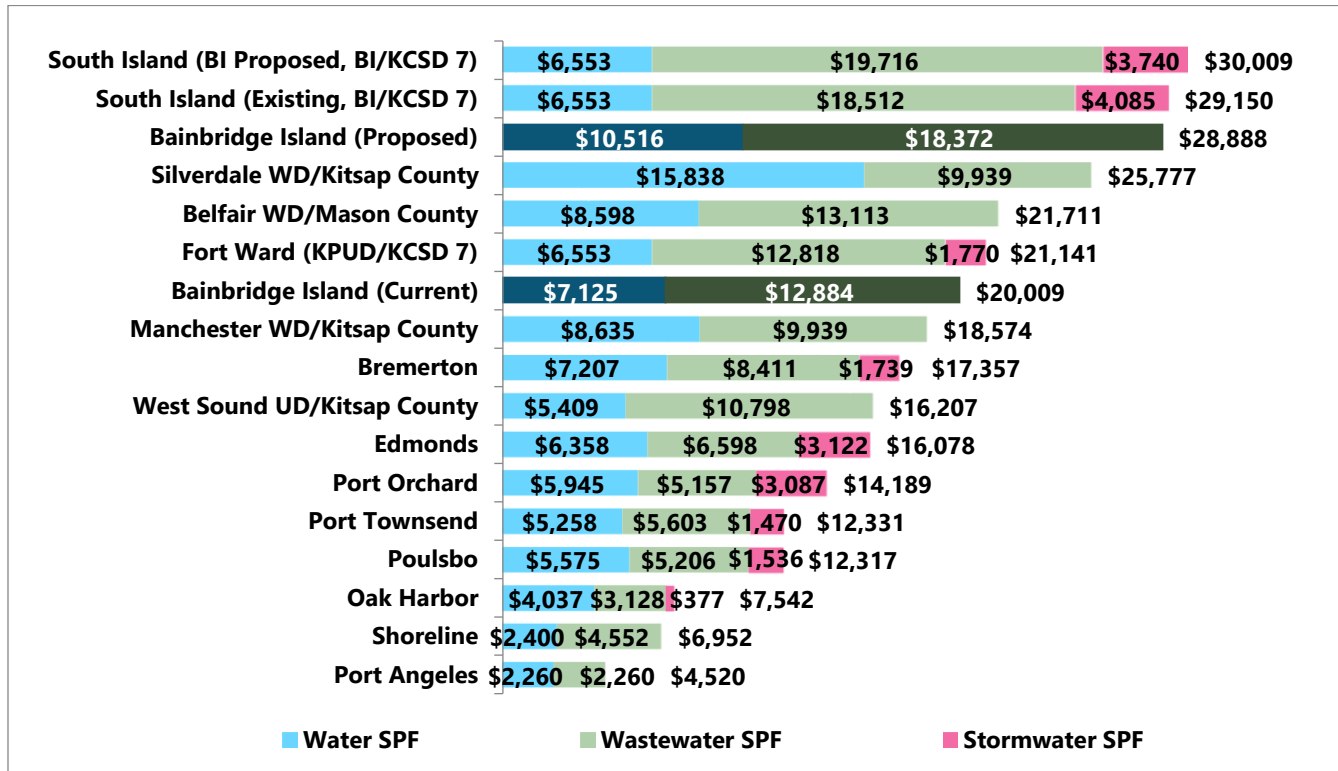 South Island (BI Proposed, BI/KCSD 7) $6,553 $19,716 $3,740 $30,009
South Island (Existing, BI/KCSD 7) $6,553 $18,512 $4,085 $29,150
Bainbridge Island (Proposed) $10,516 $18,372 $28,888
Silverdale WD/Kitsap County $15,838 $9,939 $25,777
Belfair WD/Mason County $8,598 $13,113 $21,711
Fort Ward (KPUD/KCSD 7) $6,553 $12,818 $1,770 $21,141
Bainbridge Island (Current) $7,125 $12,884 $20,009
Manchester WD/Kitsap County $8,635 $9,939 $18,574
Bremerton $7,207 $8,411 $1,739 $17,357
West Sound UD/Kitsap County $5,409 $10,798 $16,207
Edmonds $6,358 $6,598 $3,122 $16,078
Port Orchard $5,945 $5,157 $3,087 $14,189
Port Townsend $5,258 $5,603 $1,470 $12,331
Poulsbo $5,575 $5,206 $1,536 $12,317
Oak Harbor $4,037 $3,128 $377 $7,542
Shoreline $2,400 $4,552 $6,952
Port Angeles $2,260 $2,260 $4,520
Water SPF Wastewater SPF Stormwater SPF